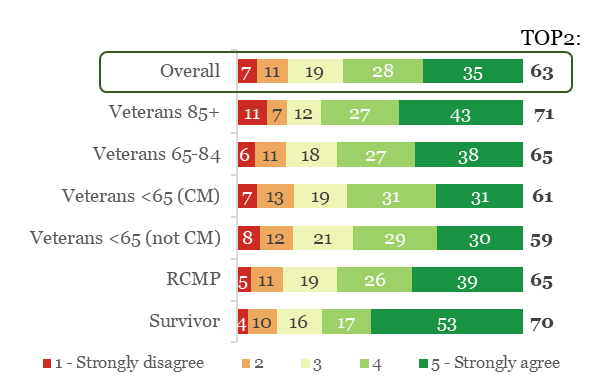 TOP2:
Overall 7 11 19 28 35 63
Veterans 85+ 11 7 12 27 43 71
Veterans 65-84 6 11 18 27 38 65
Veterans <65 (CM) 7 13 19 31 31 61
Veterans <65 (not CM) 8 12 21 29 30 59
RCMP 5 11 19 26 39 65
Survivor 4 10 16 17 53 70
1 - Strongly disagree 2 3 4 5 - Strongly agree